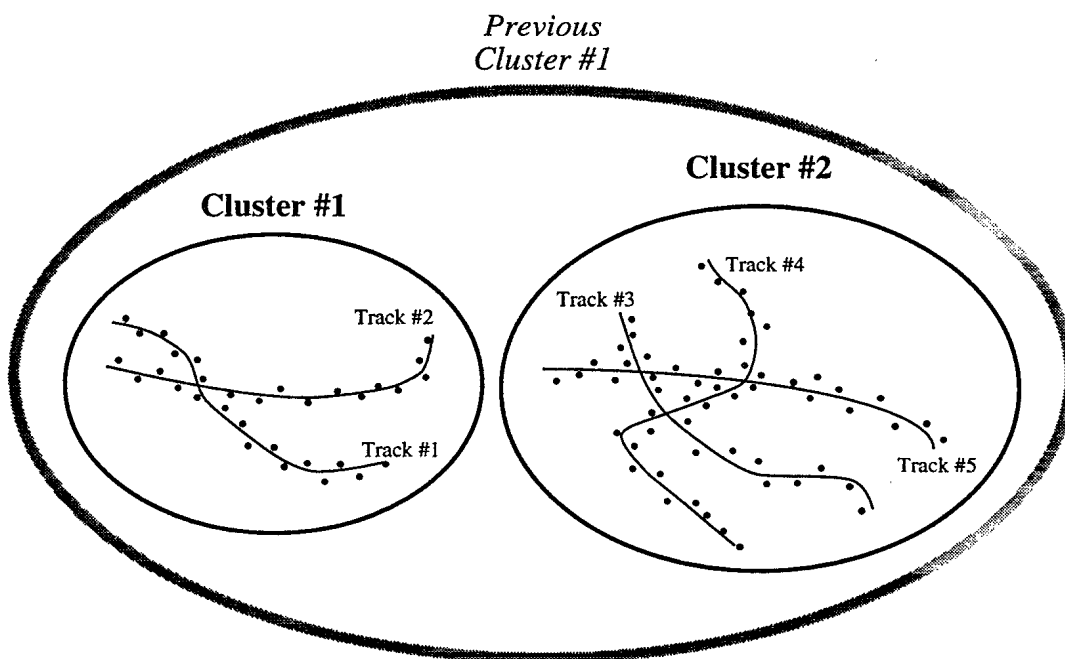 Previous
Cluster #1
Cluster #2
Cluster #1
Track #4
Track #3
Track #2
Track #1
Track #5